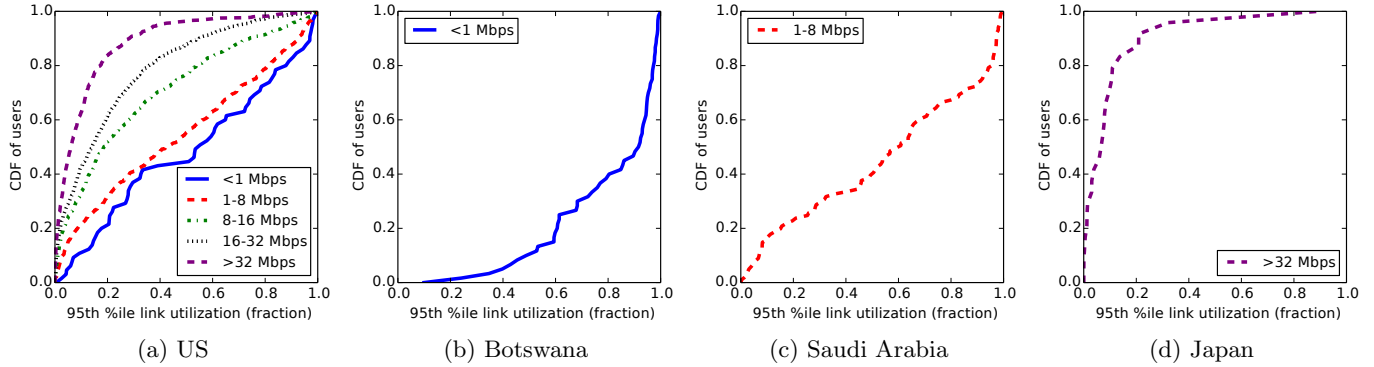 CDF of users
1.0
0.8
0.6
0.4
0.2
0.0
<1 Mbps
1-8 Mbps
8-16 Mbps
16-32 Mbps
>32 Mbps
0.0 0.2 0.4 0.6 0.8 1.0
95th %ile link utilization (fraction)
(a) US
CDF of users
1.0
0.8
0.6
0.4
0.2
0.0
<1 Mbps
0.0 0.2 0.4 0.6 0.8 1.0
95th %ile link utilization (fraction)
(b) Botswana
CDF of users
1.0
0.8
0.6
0.4
0.2
0.0
1-8 Mbps
0.0 0.2 0.4 0.6 0.8 1.0
95th %ile link utilization (fraction)
(c) Saudi Arabia
CDF of users
1.0
0.8
0.6
0.4
0.2
0.0
>32 Mbps
0.0 0.2 0.4 0.6 0.8 1.0
95th %ile link utilization (fraction)
(d) Japan